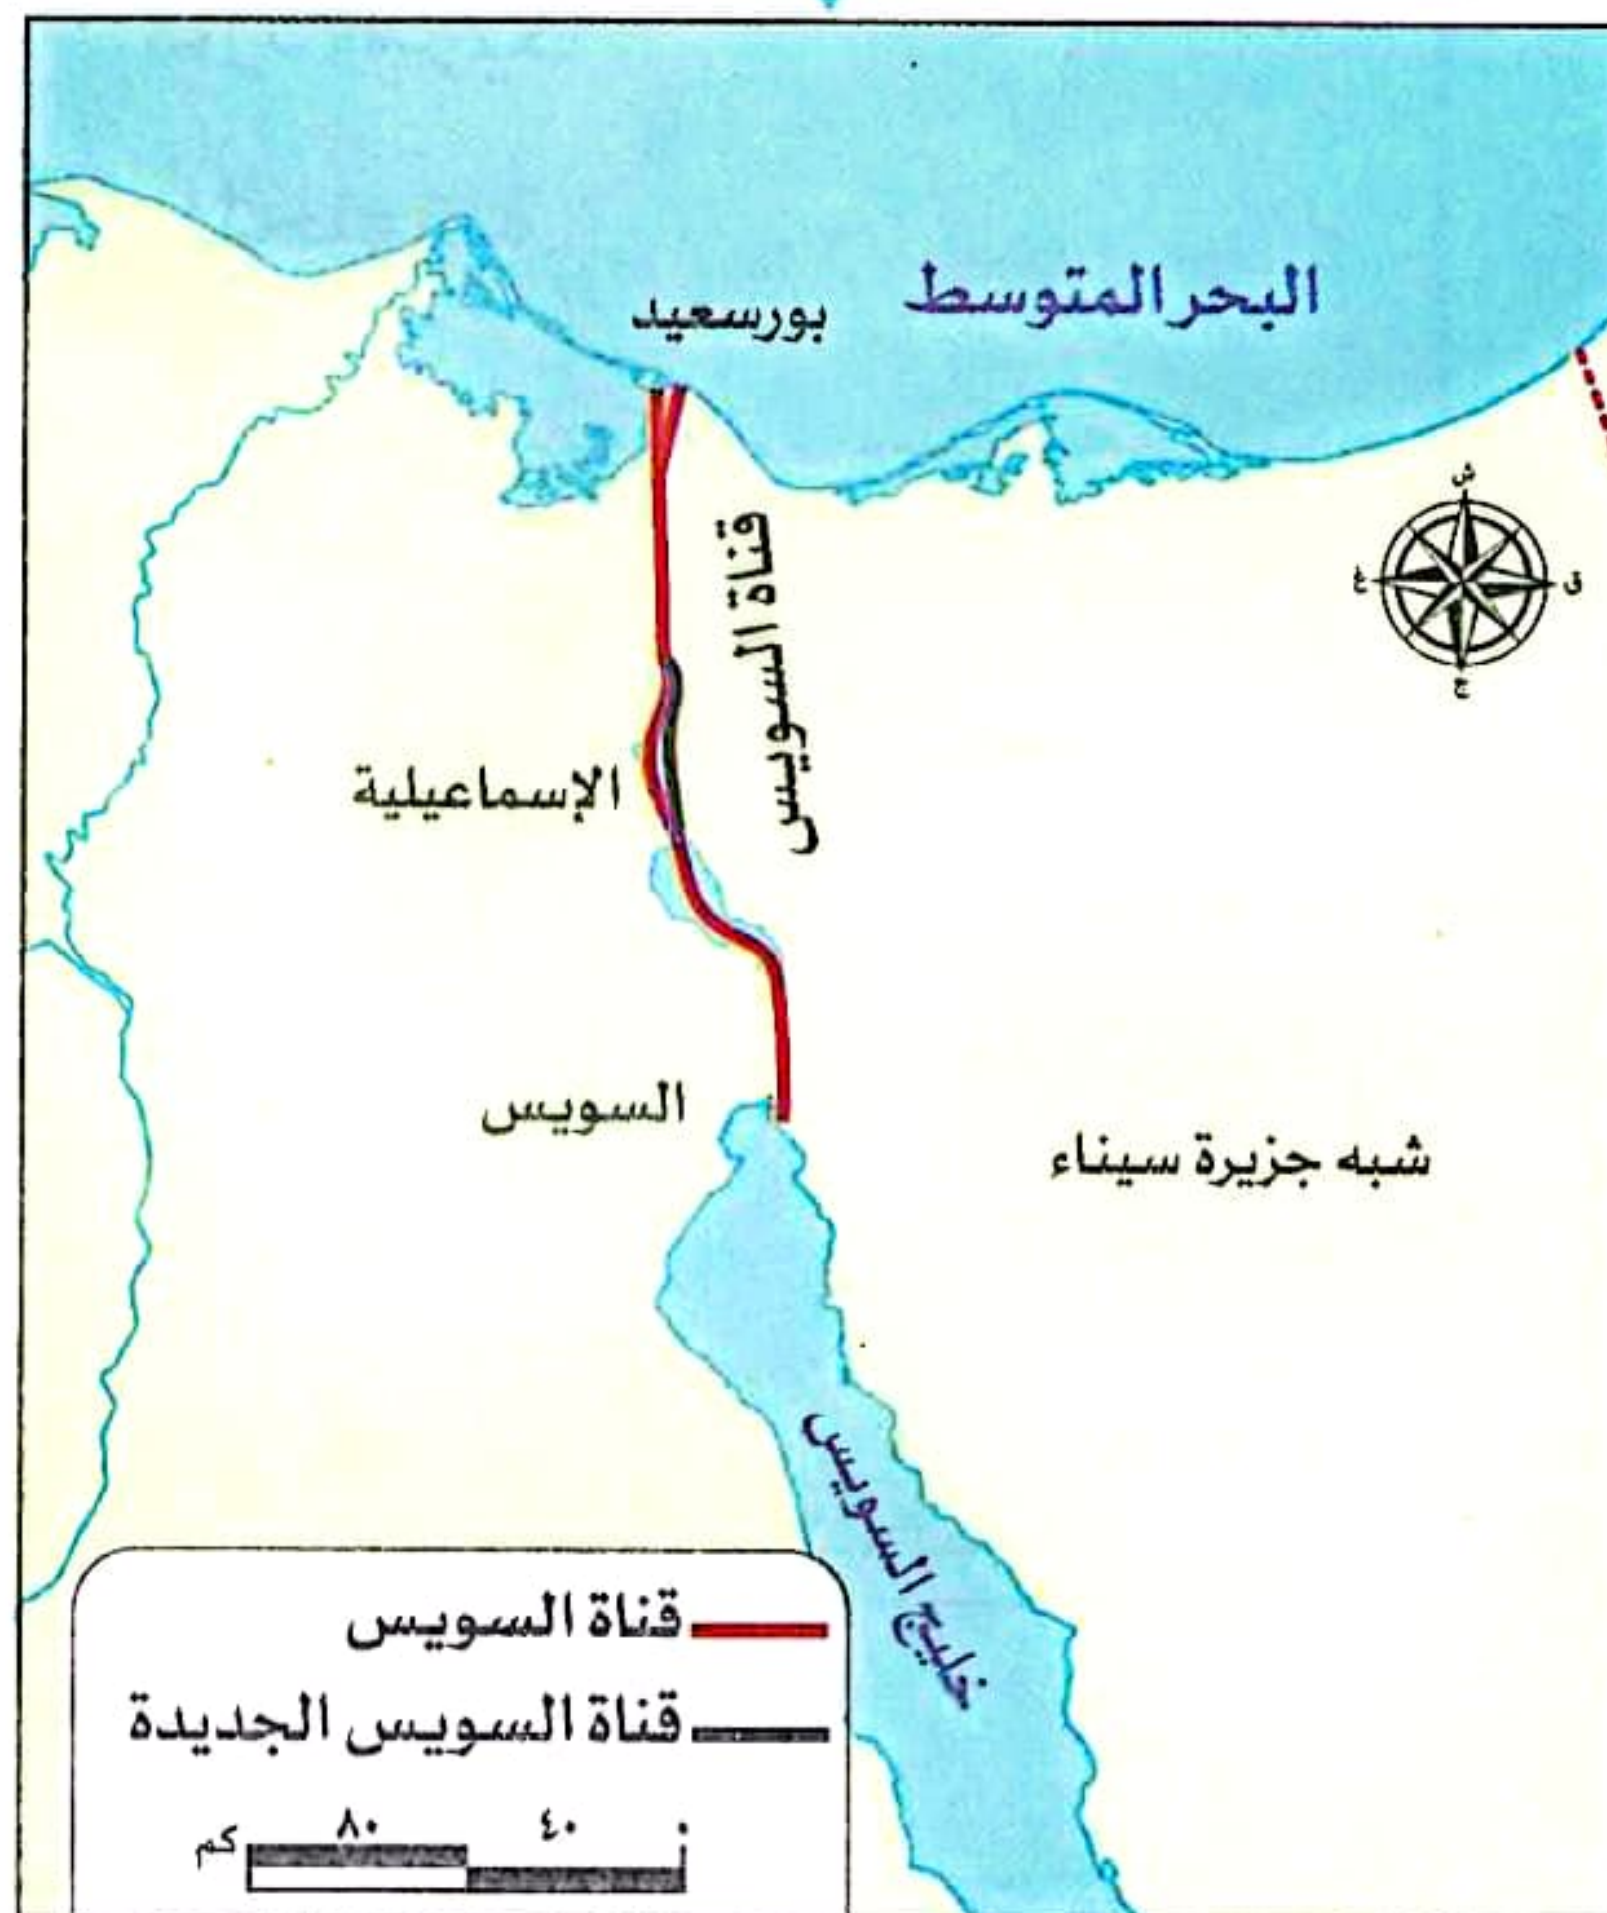 البحر المتوسط
بورسعيد
قناة السويس
ش
غ
ق
ج
الإسماعيلية
السويس
شبه جزيرة سيناء
خليج السويس
قناة السويس
قناة السويس الجديدة
٠ ٤٠ ٨٠ كم